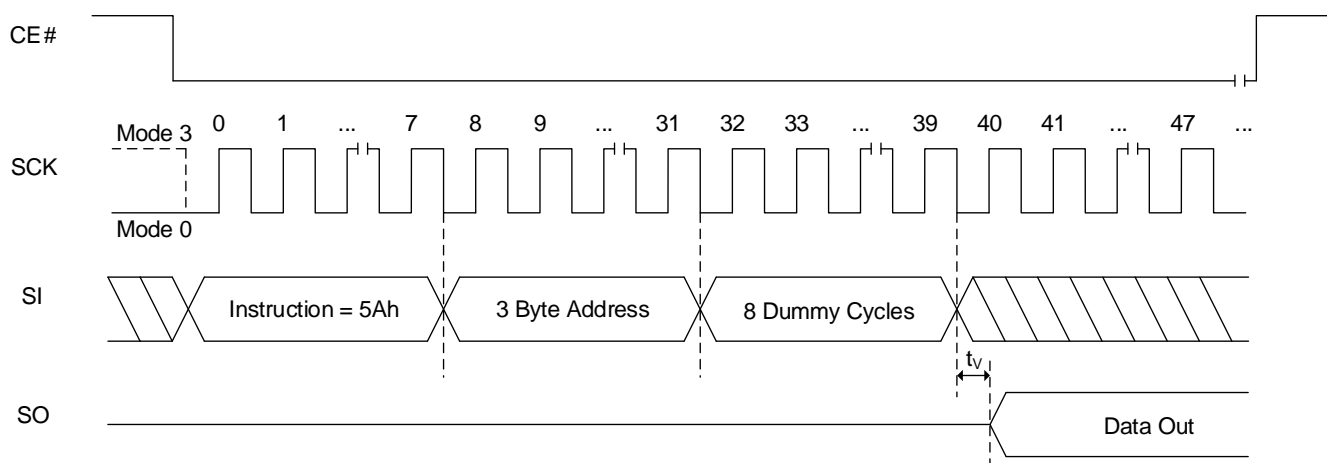 CE#
Mode 3 0 1 ... 7 8 9 ... 31 32 33 ... 39 40 41 ... 47 ...
SCK
Mode 0
SI Instruction = 5Ah 3 Byte Address 8 Dummy Cycles
tV
SO Data Out